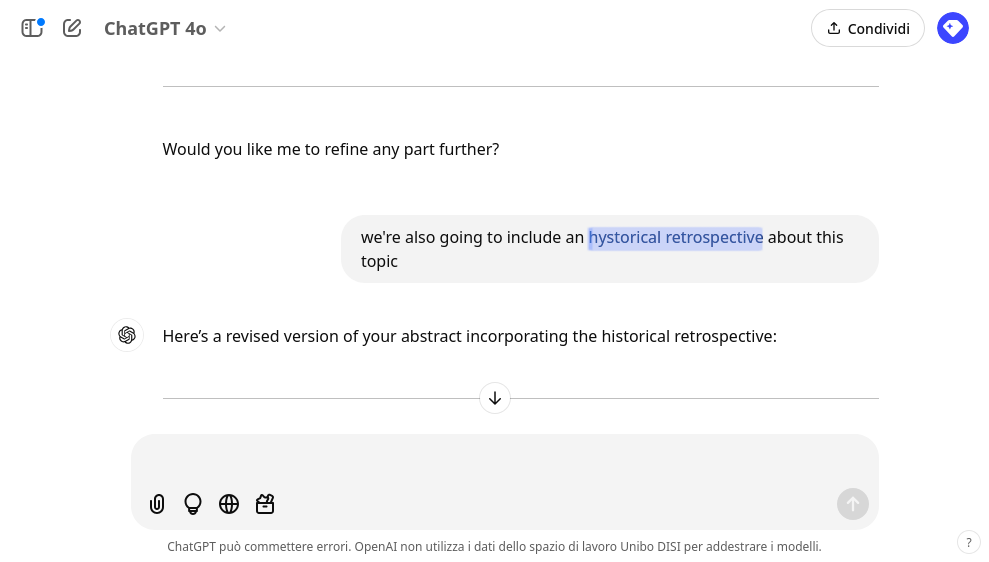 ChatGPT 4o
Condividi
Would you like me to refine any part further?
we're also going to include an hystorical retrospective about this
topic
Here’s a revised version of your abstract incorporating the historical retrospective:
ChatGPT può commettere errori. OpenAI non utilizza i dati dello spazio di lavoro Unibo DISI per addestrare i modelli.
?